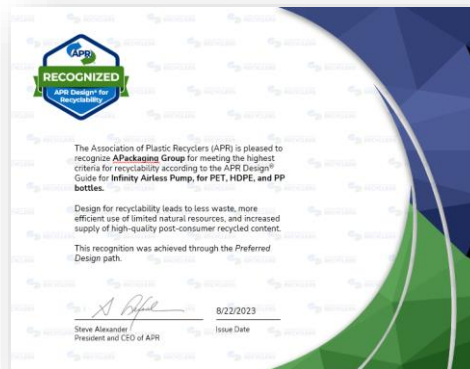 APR
RECOGNIZED
APR Design® for
Recyclability
The Association of Plastic Recyclers (APR) is pleased to
recognize APackaging Group for meeting the highest
criteria for recyclability according to the APR Design®
Guide for Infinity Airless Pump, for PET, HDPE, and PP
bottles.
Design for recyclability leads to less waste, more
efficient use of limited natural resources, and increased
supply of high-quality post-consumer recycled content.
This recognition was achieved through the Preferred
Design path.
8/22/2023
Steve Alexander
Issue Date
President and CEO of APR